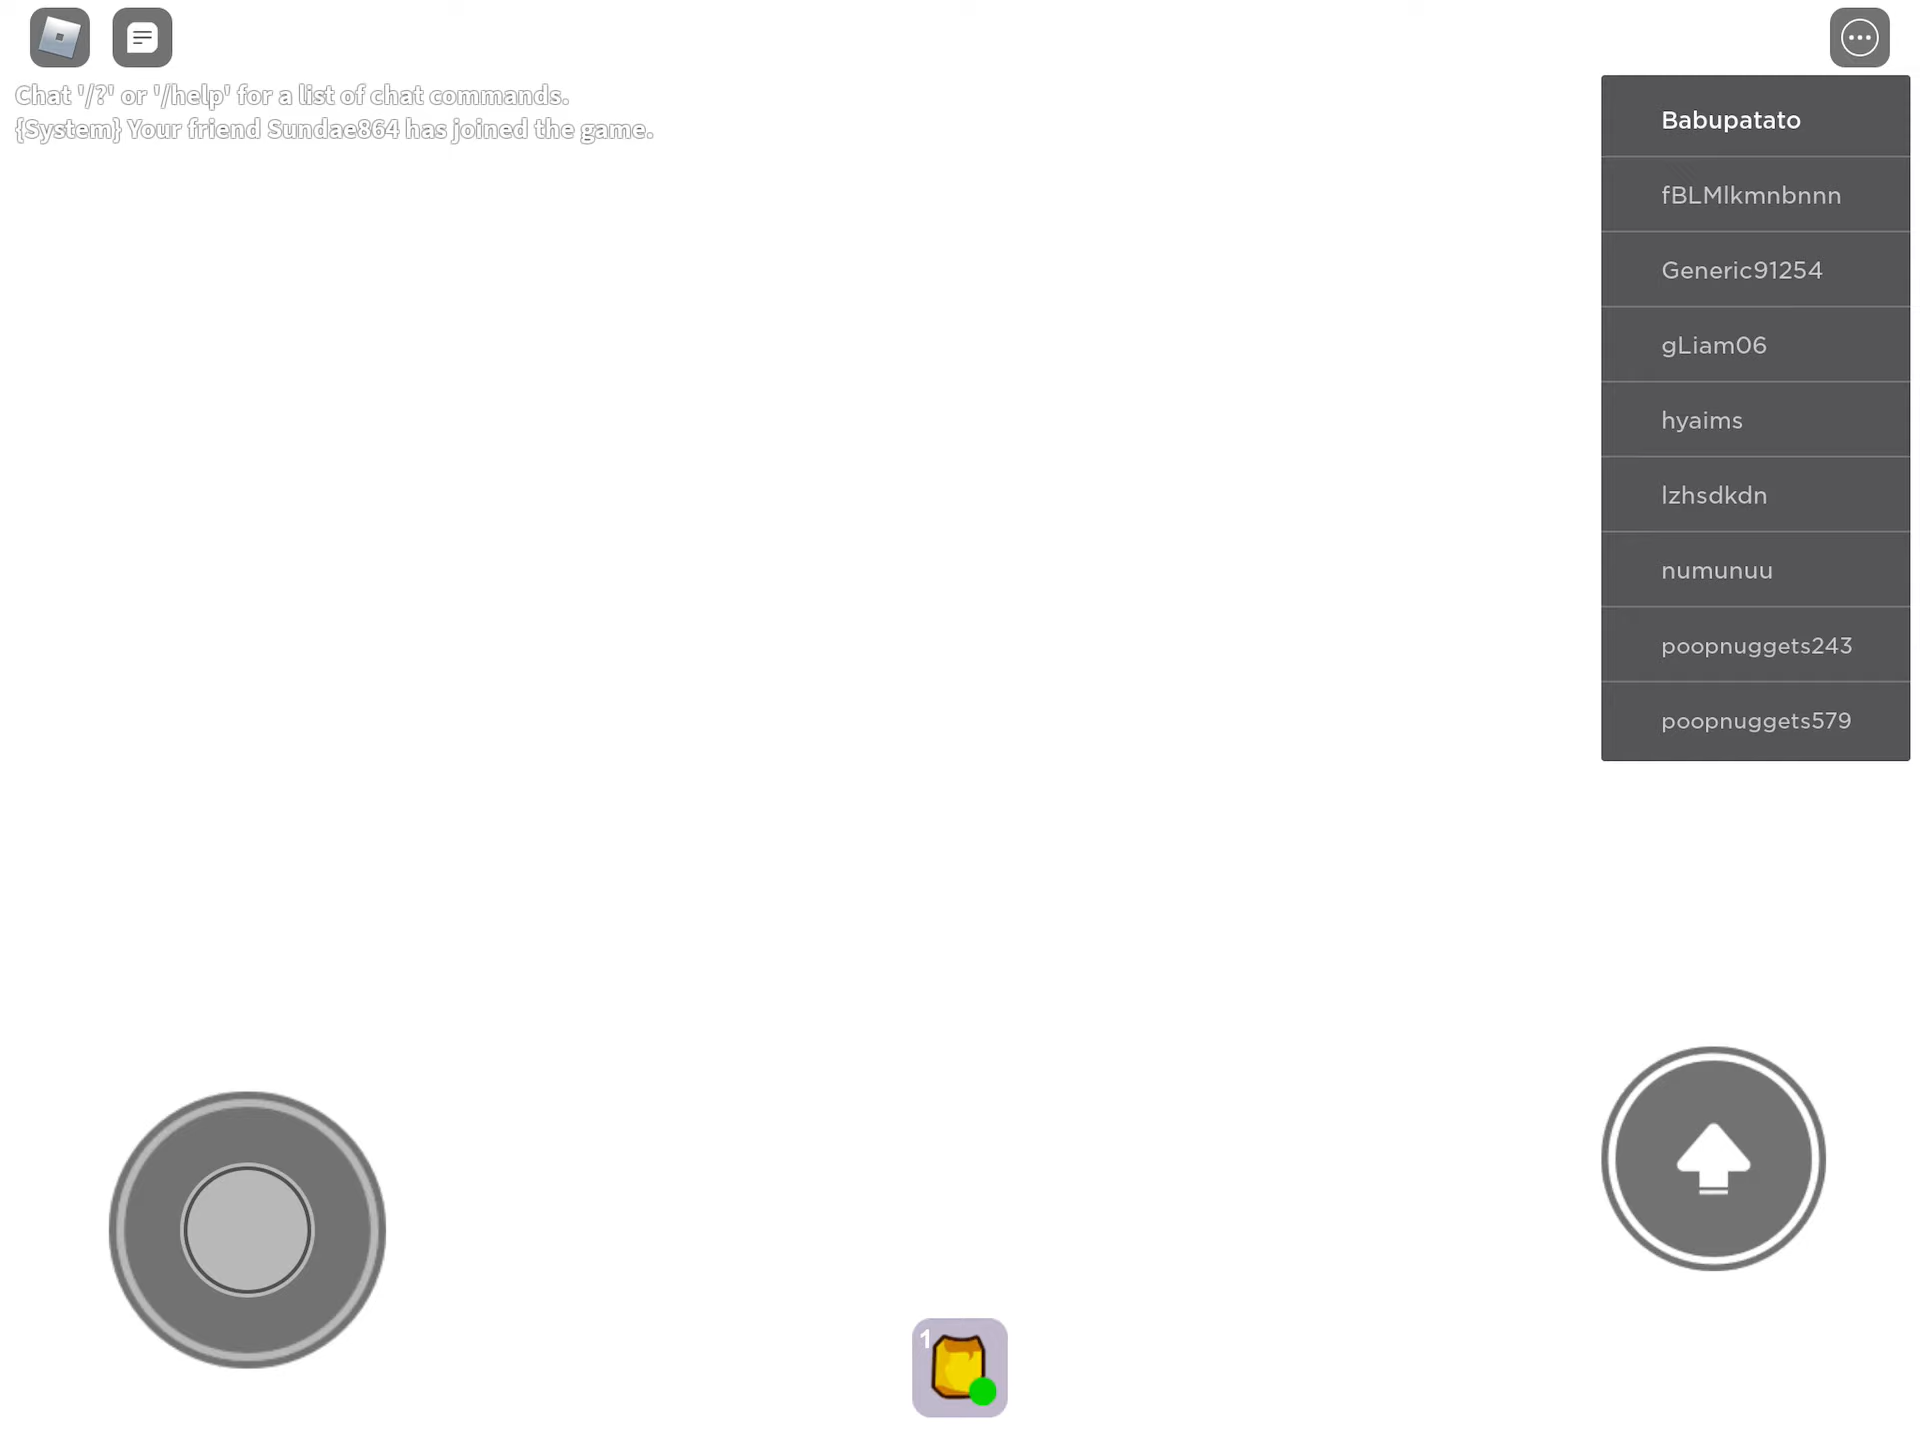 Chat '/?' or '/help' for a list of chat commands.
{System} Your friend Sundae864 has joined the game.
Babupatato
fBLMlkmnbnnn
Generic91254
gLiam06
hyaims
lzhsdkdn
numunuu
poopnuggets243
poopnuggets579
1